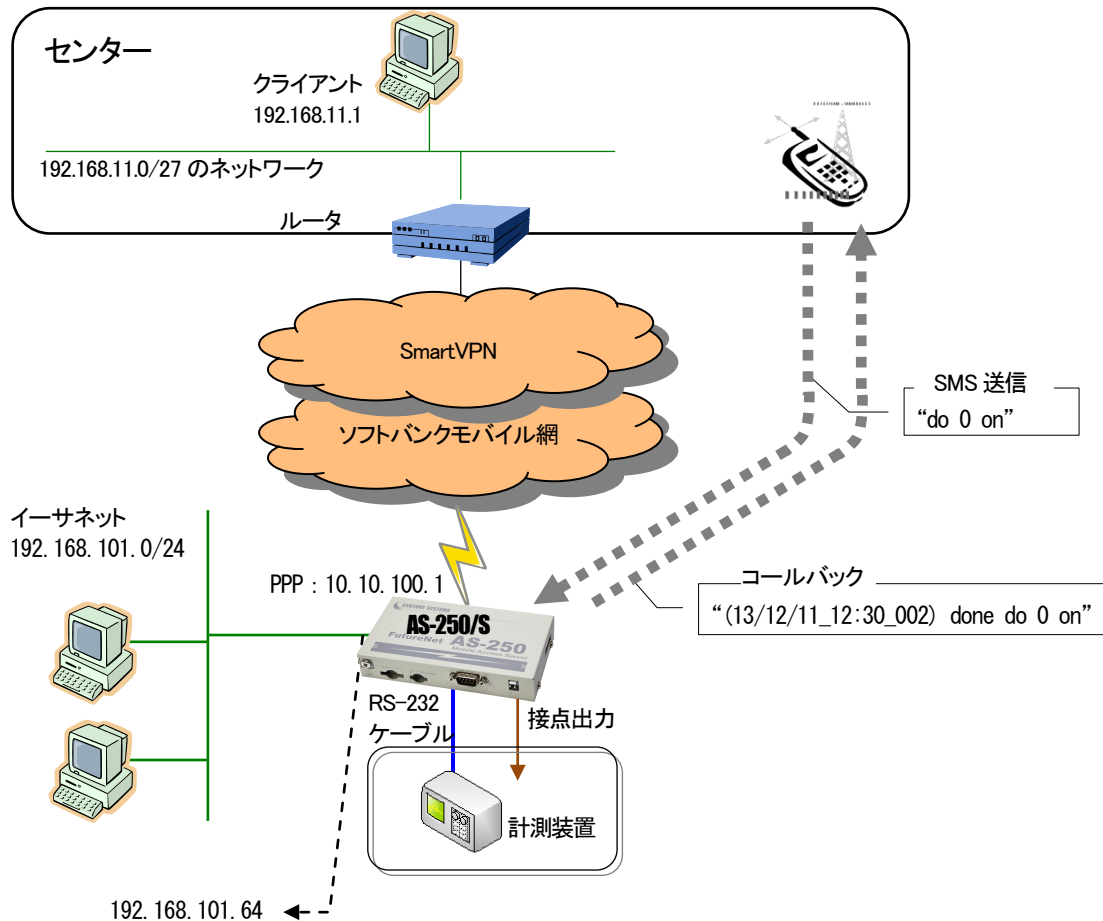 センター
クライアント
192.168.11.1
192.168.11.0/27 のネットワーク
ルータ
SmartVPN
ソフトバンクモバイル網
SMS 送信
“do 0 on”
イーサネット
192.168.101.0/24
PPP : 10.10.100.1
コールバック
“(13/12/11_12:30_002) done do 0 on”
CENTURY SYSTEMS
AS-250/S
FutureNet AS-250
Mobile Access Server
RS-232
ケーブル
接点出力
計測装置
192.168.101.64